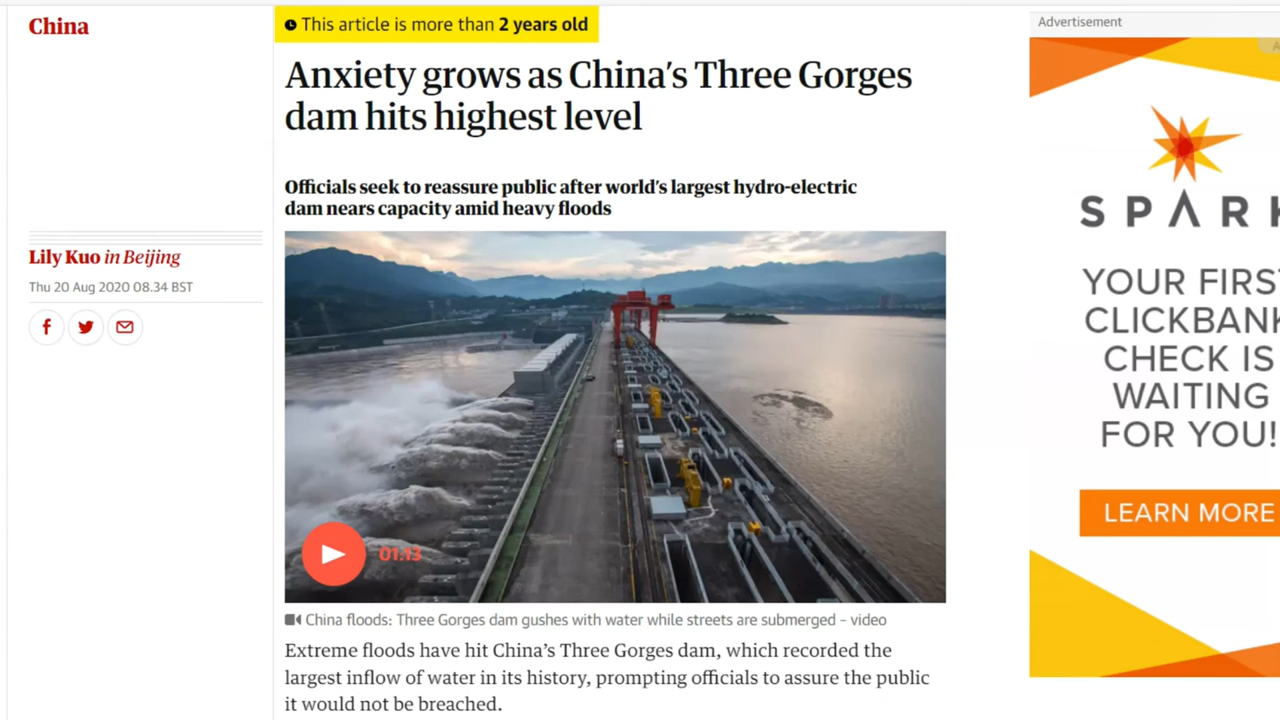 China
This article is more than 2 years old
Anxiety grows as China's Three Gorges
dam hits highest level
Officials seek to reassure public after world's largest hydro-electric
dam nears capacity amid heavy floods
Lily Kuo in Beijing
Thu 20 Aug 2020 08.34 BST
01:13
China floods: Three Gorges dam gushes with water while streets are submerged – video
Extreme floods have hit China's Three Gorges dam, which recorded the
largest inflow of water in its history, prompting officials to assure the public
it would not be breached.
Advertisement
SPARK
YOUR FIRST
CLICKBANK
CHECK IS
WAITING
FOR YOU!
LEARN MORE